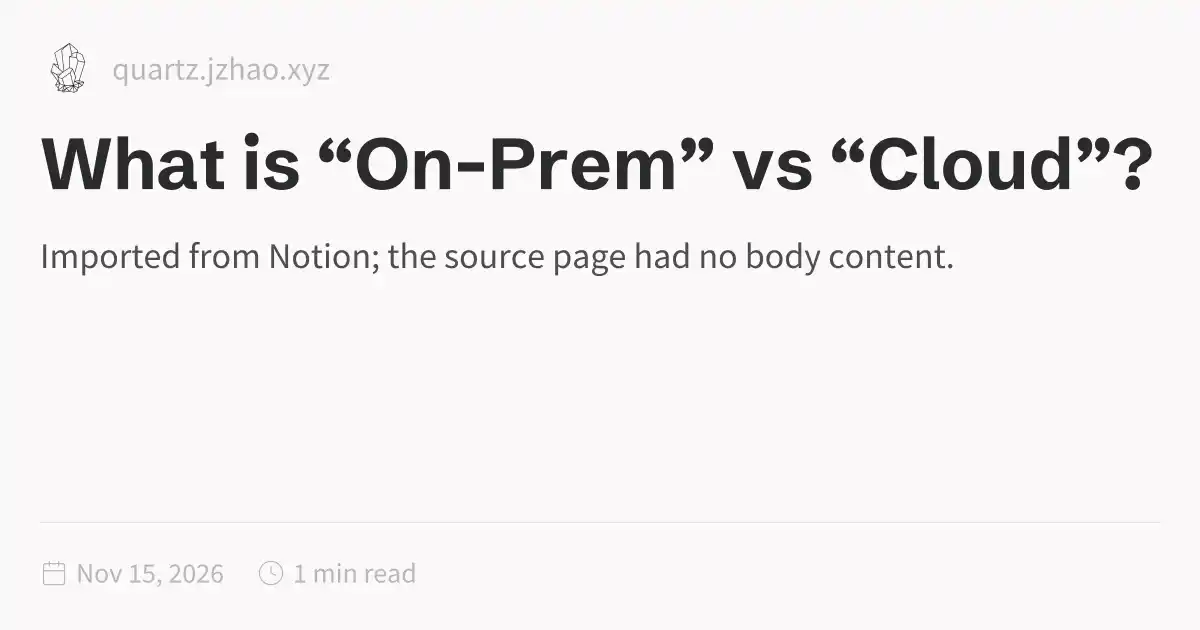 quartz.jzhao.xyz
What is “On-Prem” vs “Cloud”?
Imported from Notion; the source page had no body content.
Nov 15, 2026 1 min read